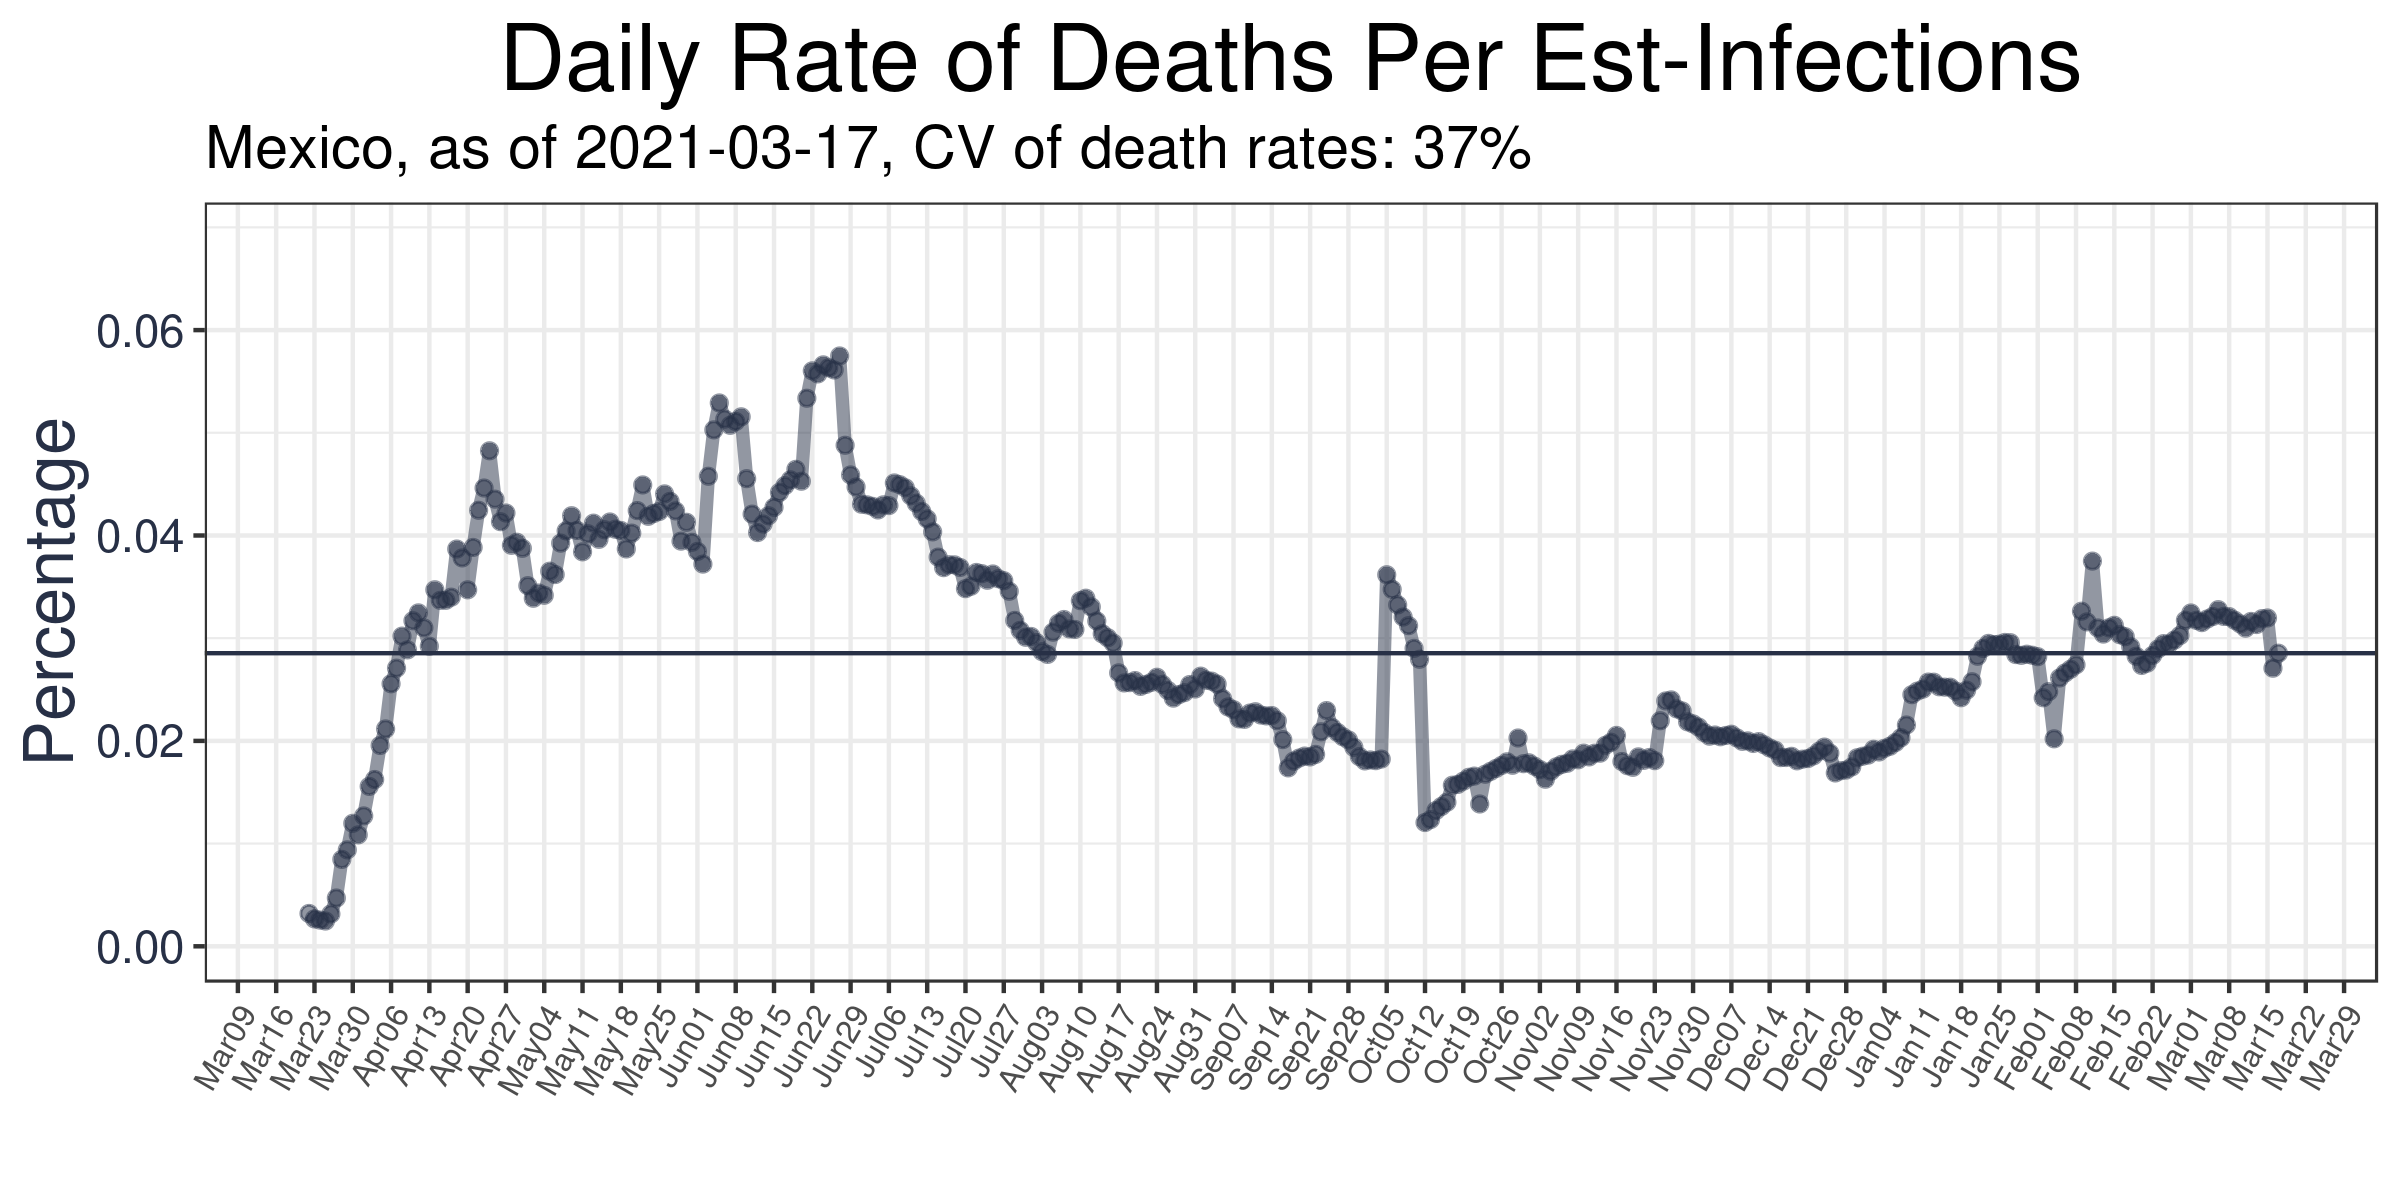 Daily Rate of Deaths Per Est-Infections
Mexico, as of 2021-03-17, CV of death rates: 37%
Percentage
0.06
0.04
0.02
0.00
Mar09
Mar16
Mar23
Mar30
Apr06
Apr13
Apr20
Apr27
May04
May11
May18
May25
Jun01
Jun08
Jun15
Jun22
Jun29
Jul06
Jul13
Jul20
Jul27
Aug03
Aug10
Aug17
Aug24
Aug31
Sep07
Sep14
Sep21
Sep28
Oct05
Oct12
Oct19
Oct26
Nov02
Nov09
Nov16
Nov23
Nov30
Dec07
Dec14
Dec21
Dec28
Jan04
Jan11
Jan18
Jan25
Feb01
Feb08
Feb15
Feb22
Mar01
Mar08
Mar15
Mar22
Mar29